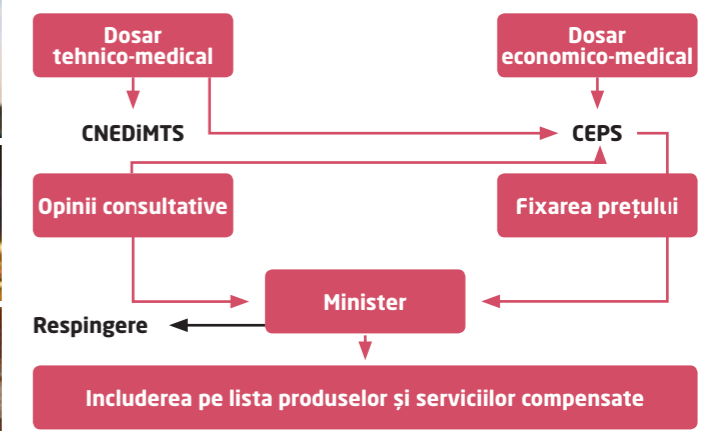 Dosar
tehnico-medical
Dosar
economico-medical
CNEDiMTS
CEPS
Opinii consultative
Fixarea prețului
Minister
Respingere
Includerea pe lista produselor și serviciilor compensate